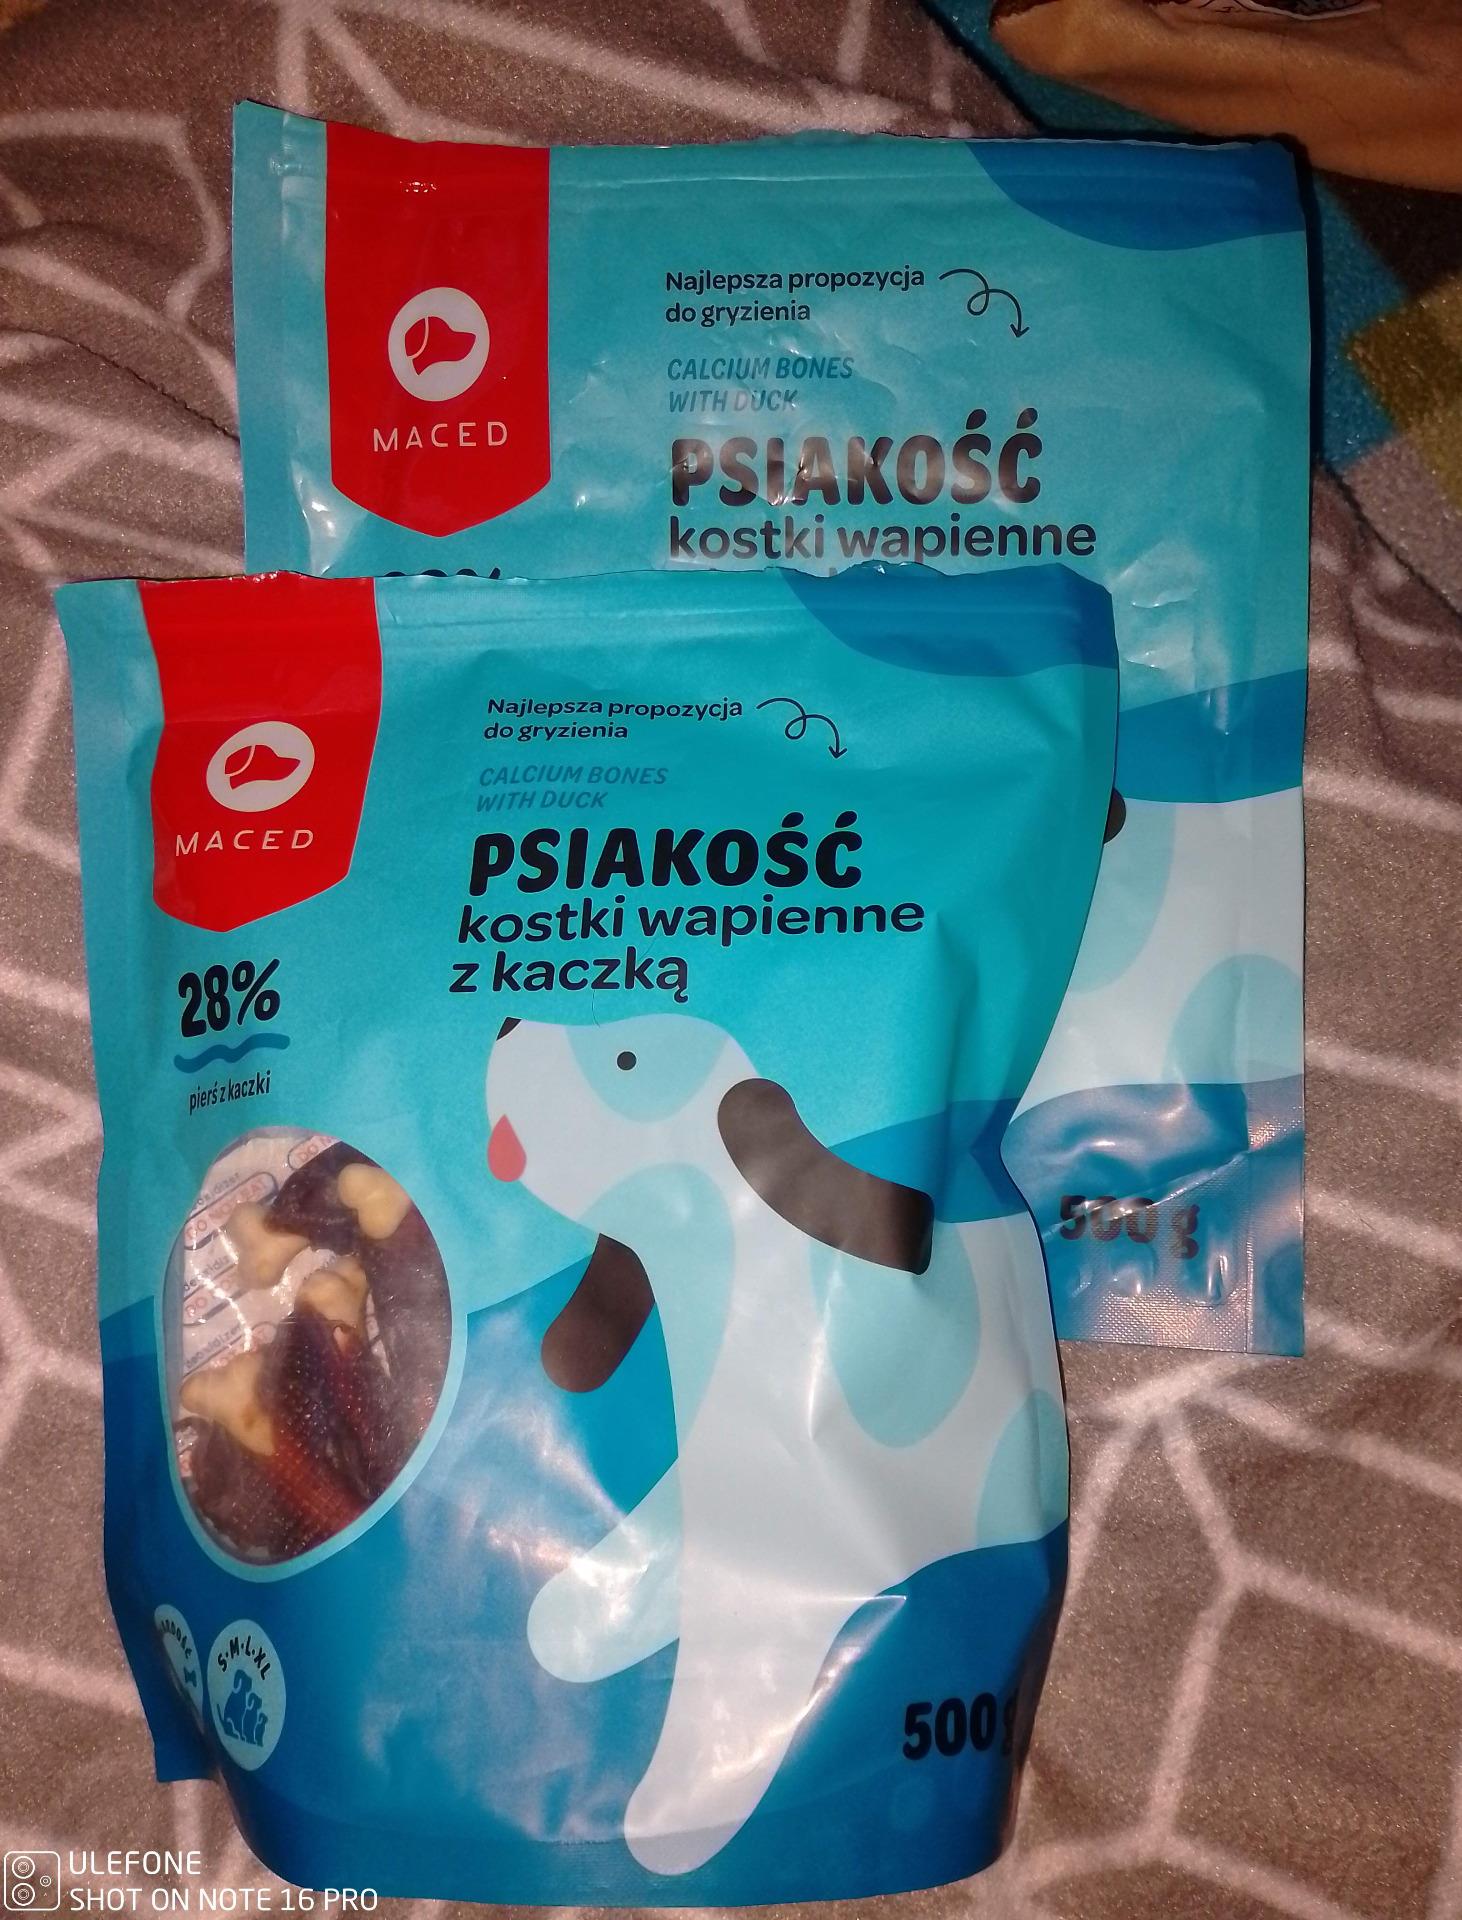 MACED
Najlepsza propozycja
do gryzienia
CALCIUM BONES
WITH DUCK
PSIAKOŚĆ
kostki wapienne
500 g
MACED
Najlepsza propozycja
do gryzienia
CALCIUM BONES
WITH DUCK
PSIAKOŚĆ
kostki wapienne
z kaczką
28%
pierś z kaczki
S·M·L·XL
500g
ULEFONE
SHOT ON NOTE 16 PRO